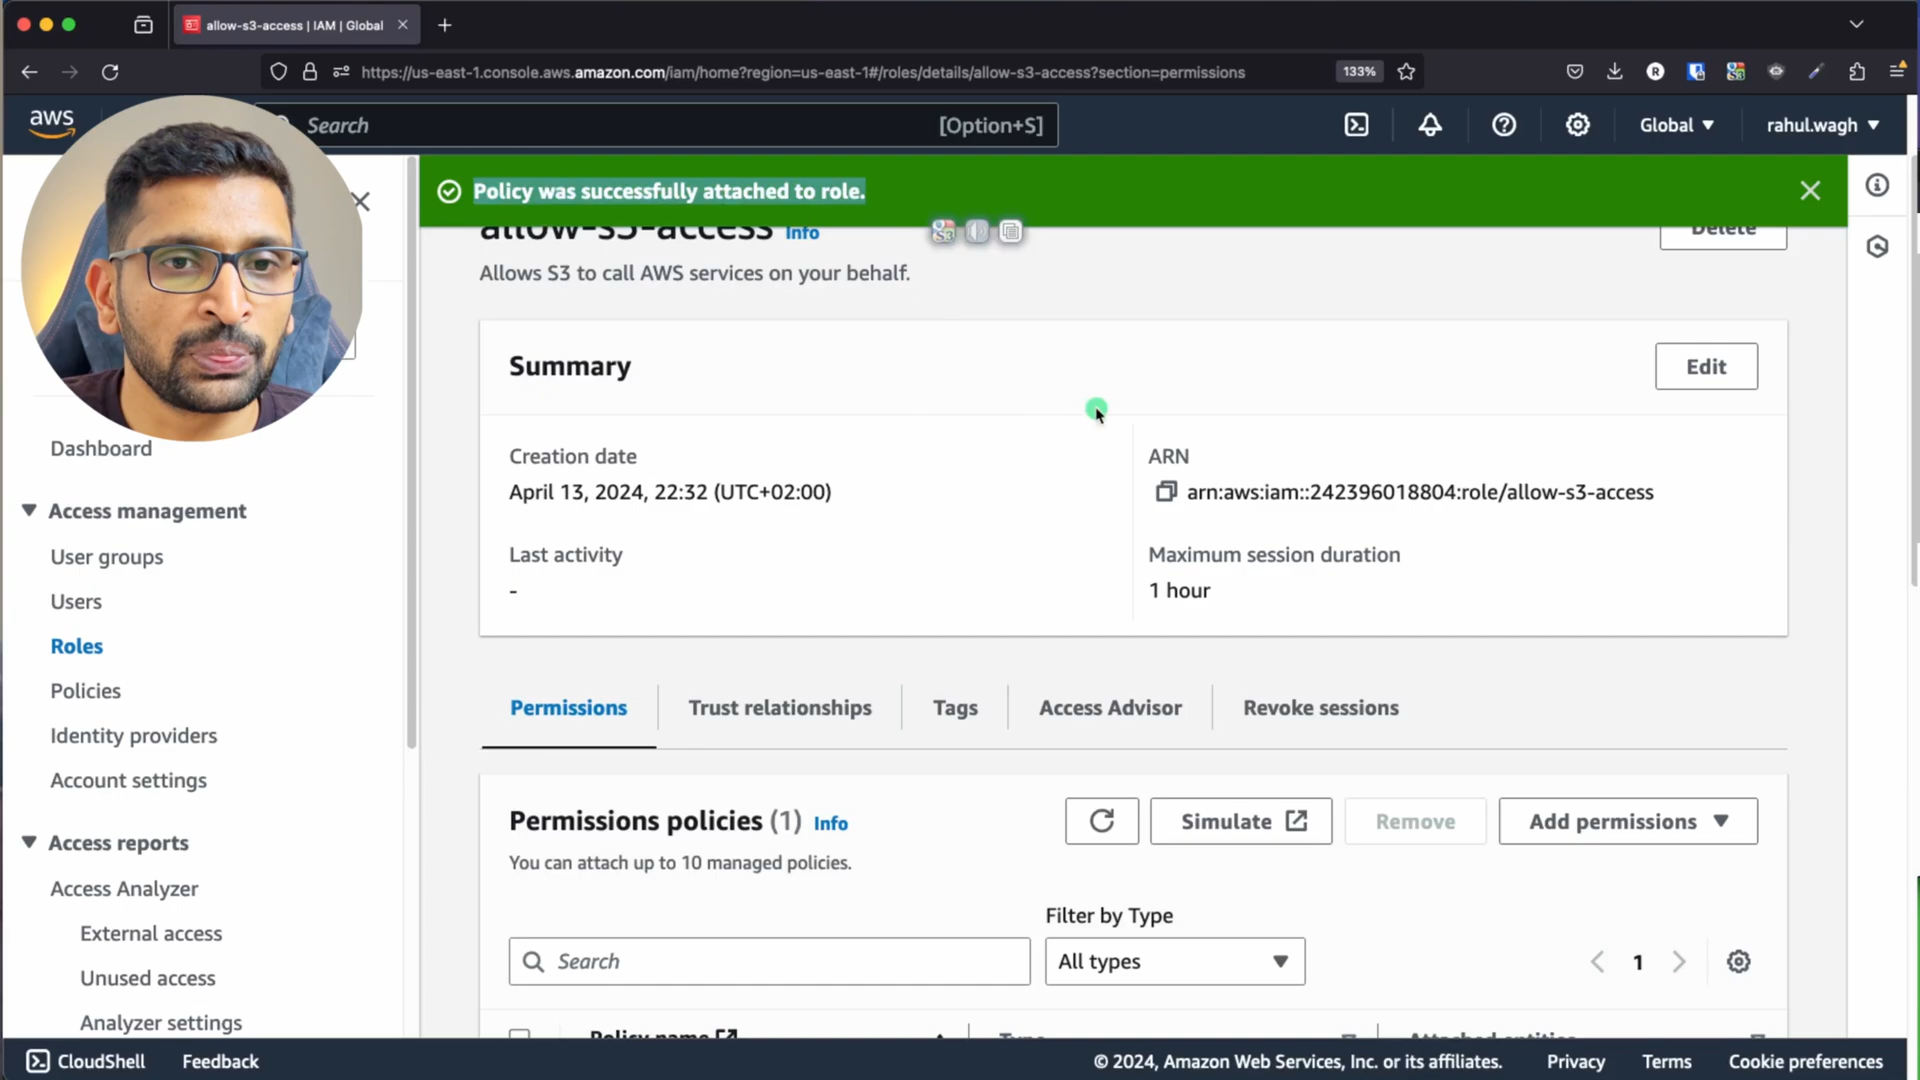 allow-s3-access | IAM | Global
https://us-east-1.console.aws.amazon.com/iam/home?region=us-east-1#/roles/details/allow-s3-access?section=permissions
133%
aws
Search
[Option+S]
Global
rahul.wagh
Policy was successfully attached to role.
allow-s3-access Info
Delete
Allows S3 to call AWS services on your behalf.
Summary
Edit
Creation date
April 13, 2024, 22:32 (UTC+02:00)
ARN
arn:aws:iam::242396018804:role/allow-s3-access
Last activity
-
Maximum session duration
1 hour
Dashboard
Access management
User groups
Users
Roles
Policies
Identity providers
Account settings
Access reports
Access Analyzer
External access
Unused access
Analyzer settings
Permissions
Trust relationships
Tags
Access Advisor
Revoke sessions
Permissions policies (1) Info
Simulate
Remove
Add permissions
You can attach up to 10 managed policies.
Filter by Type
Search
All types
1
Policy name
Type
Attached entities
CloudShell
Feedback
© 2024, Amazon Web Services, Inc. or its affiliates.
Privacy
Terms
Cookie preferences